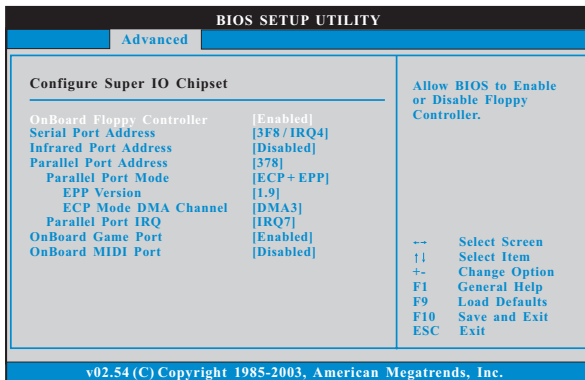 BIOS SETUP UTILITY
Advanced
Configure Super IO Chipset
OnBoard Floppy Controller [Enabled]
Serial Port Address [3F8 / IRQ4]
Infrared Port Address [Disabled]
Parallel Port Address [378]
Parallel Port Mode [ECP + EPP]
EPP Version [1.9]
ECP Mode DMA Channel [DMA3]
Parallel Port IRQ [IRQ7]
OnBoard Game Port [Enabled]
OnBoard MIDI Port [Disabled]
Allow BIOS to Enable
or Disable Floppy
Controller.
←→ Select Screen
↑↓ Select Item
+- Change Option
F1 General Help
F9 Load Defaults
F10 Save and Exit
ESC Exit
v02.54 (C) Copyright 1985-2003, American Megatrends, Inc.